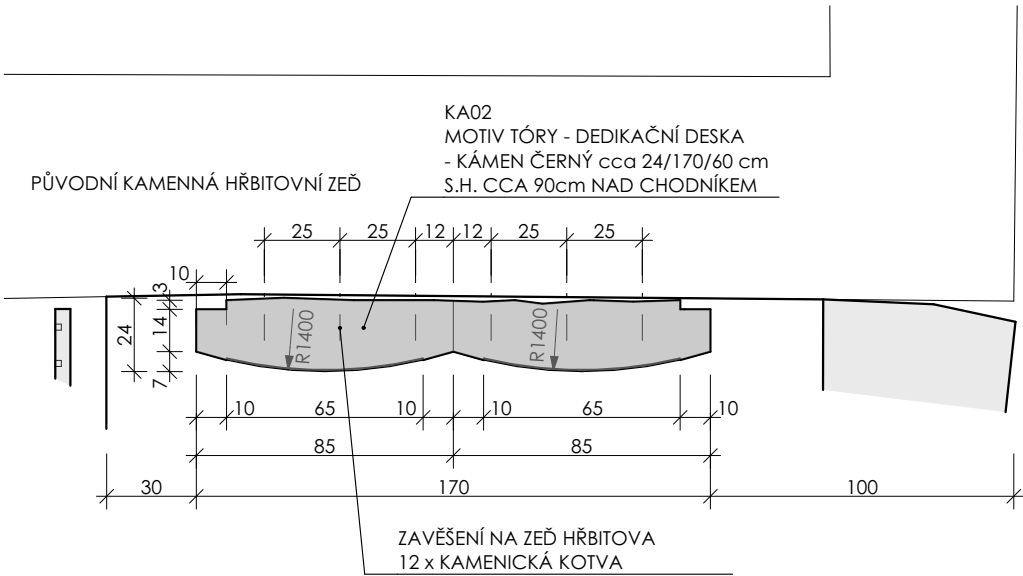 KA02
MOTIV TÓRY - DEDIKAČNÍ DESKA
- KÁMEN ČERNÝ cca 24/170/60 cm
S.H. CCA 90cm NAD CHODNÍKEM
PŮVODNÍ KAMENNÁ HŘBITOVNÍ ZEĎ
25 25 12 12 25 25
10
3
24
14
7
R1400
R1400
10 65 10 10 65 10
85 85
30 170 100
ZAVĚŠENÍ NA ZEĎ HŘBITOVA
12 x KAMENICKÁ KOTVA